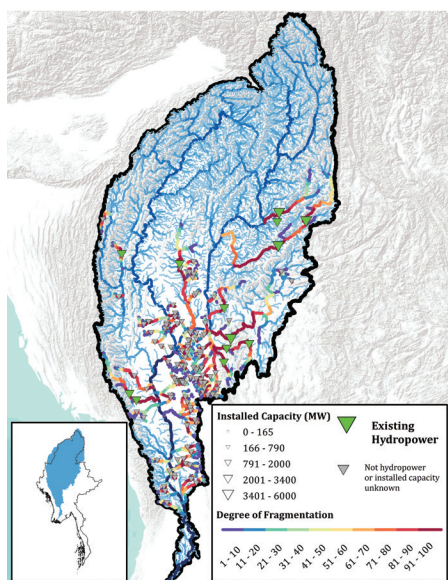 Installed Capacity (MW)
0 - 165
166 - 790
791 - 2000
2001 - 3400
3401 - 6000
Existing
Hydropower
Not hydropower
or installed capacity
unknown
Degree of Fragmentation
1 - 10
11-20
21-30
31-40
41-50
51-60
61-70
71-80
81-90
91-100